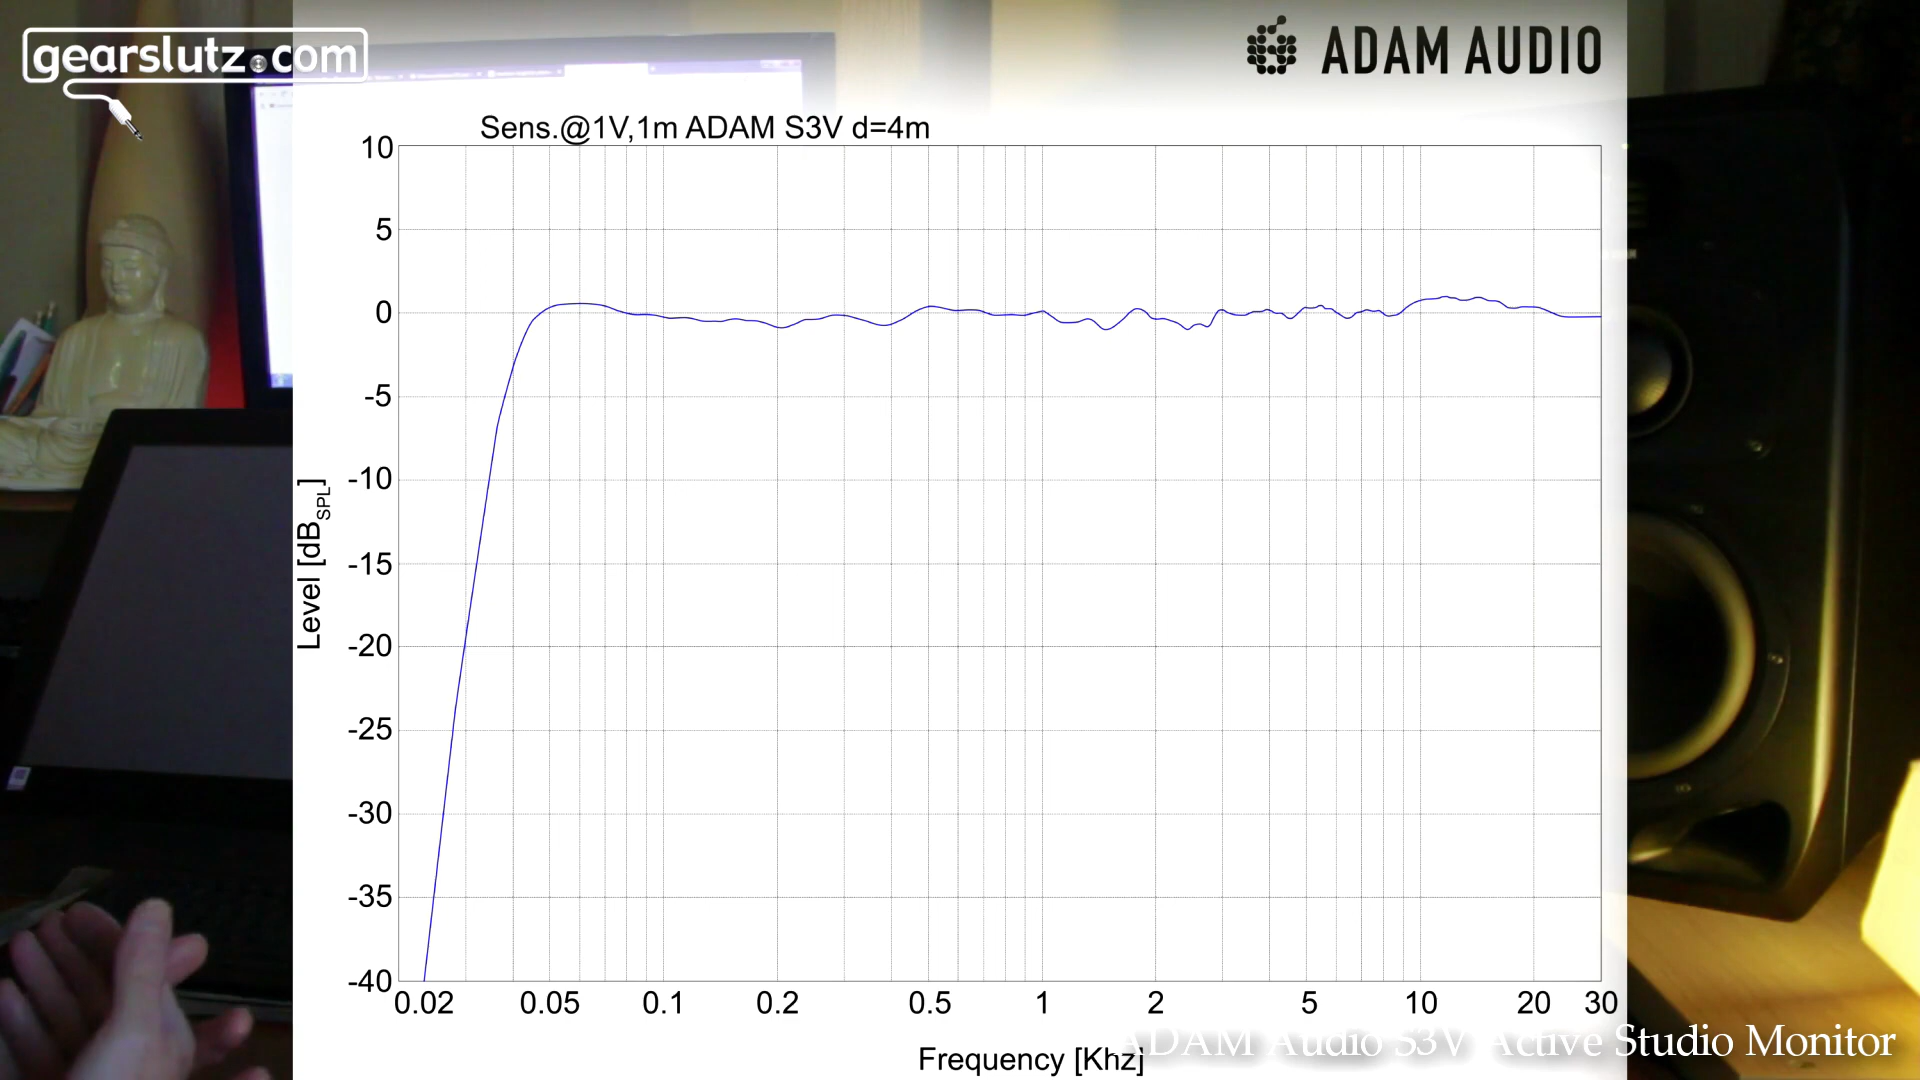 gearslutz.com
ADAM AUDIO
Sens.@1V,1m ADAM S3V d=4m
10
5
0
-5
-10
-15
-20
-25
-30
-35
-40
Level [dBSPL]
0.02 0.05 0.1 0.2 0.5 1 2 5 10 20 30
Frequency [Khz]
ADAM Audio S3V Active Studio Monitor